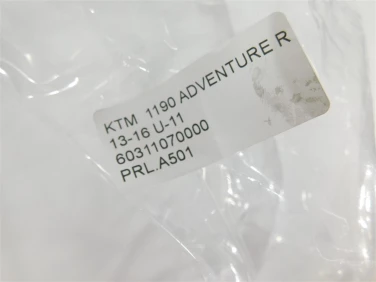 KTM 1190 ADVENTURE R
13-16 U-11
60311070000
PRL.A501